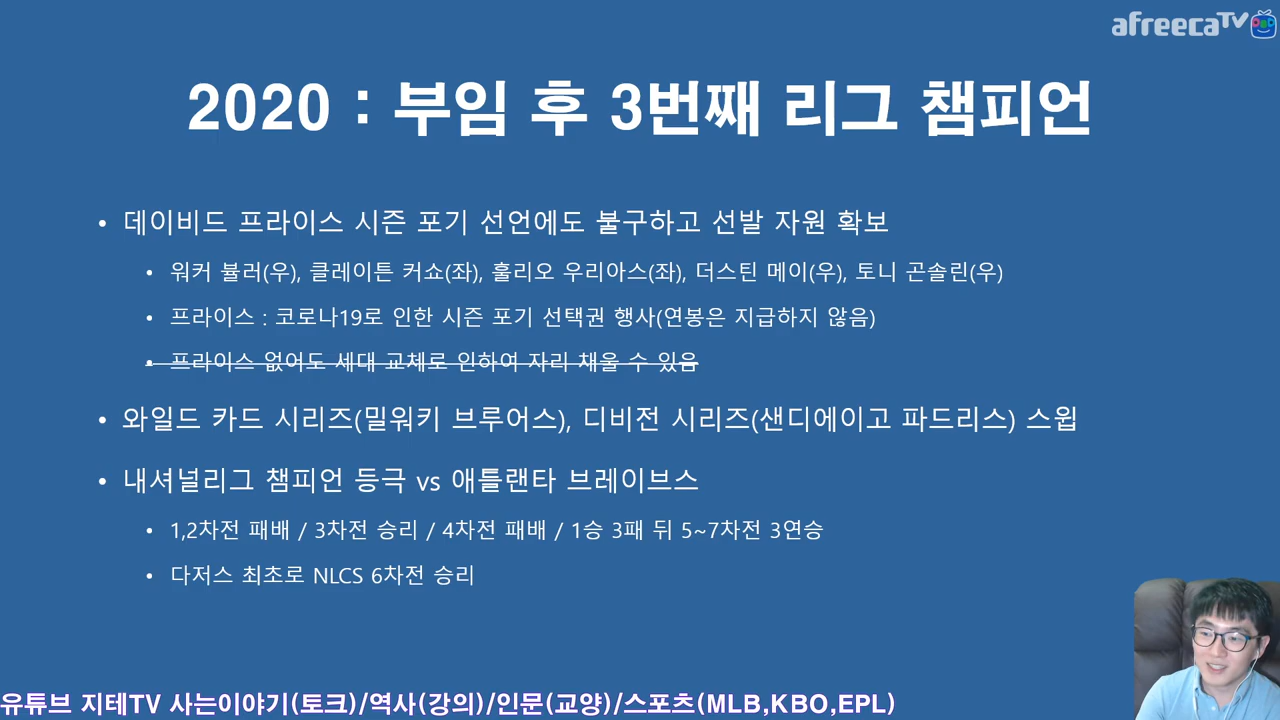 afreecaTV
2020 : 부임 후 3번째 리그 챔피언
• 데이비드 프라이스 시즌 포기 선언에도 불구하고 선발 자원 확보
• 워커 뷸러(우), 클레이튼 커쇼(좌), 훌리오 우리아스(좌), 더스틴 메이(우), 토니 곤솔린(우)
• 프라이스 : 코로나19로 인한 시즌 포기 선택권 행사(연봉은 지급하지 않음)
• 프라이스 없어도 세대 교체로 인하여 자리 채울 수 있음
• 와일드 카드 시리즈(밀워키 브루어스), 디비전 시리즈(샌디에이고 파드리스) 스윕
• 내셔널리그 챔피언 등극 vs 애틀랜타 브레이브스
• 1,2차전 패배 / 3차전 승리 / 4차전 패배 / 1승 3패 뒤 5~7차전 3연승
• 다저스 최초로 NLCS 6차전 승리
유튜브 지테TV 사는이야기(토크)/역사(강의)/인문(교양)/스포츠(MLB,KBO,EPL)